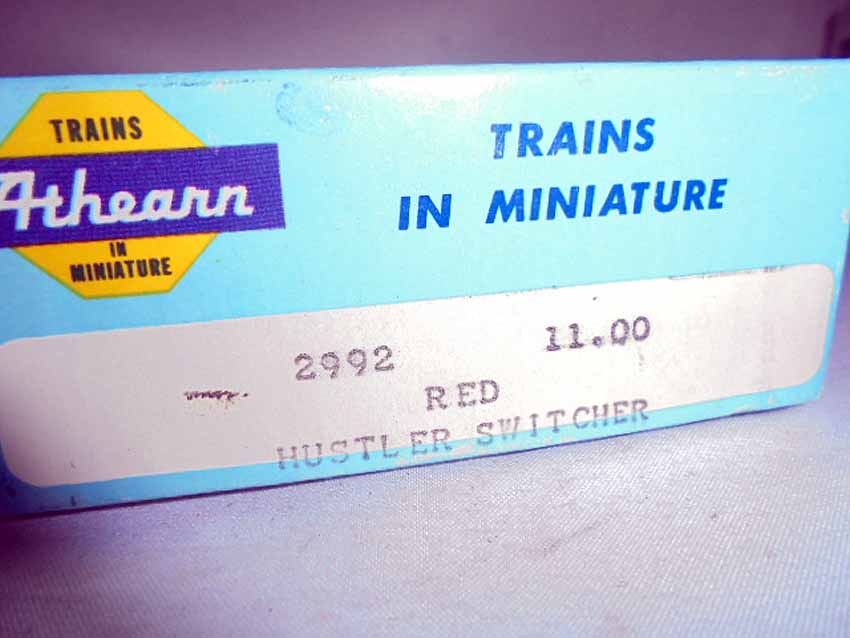 TRAINS
Athearn
IN
MINIATURE
TRAINS
IN MINIATURE
2992 11.00
RED
HUSTLER SWITCHER